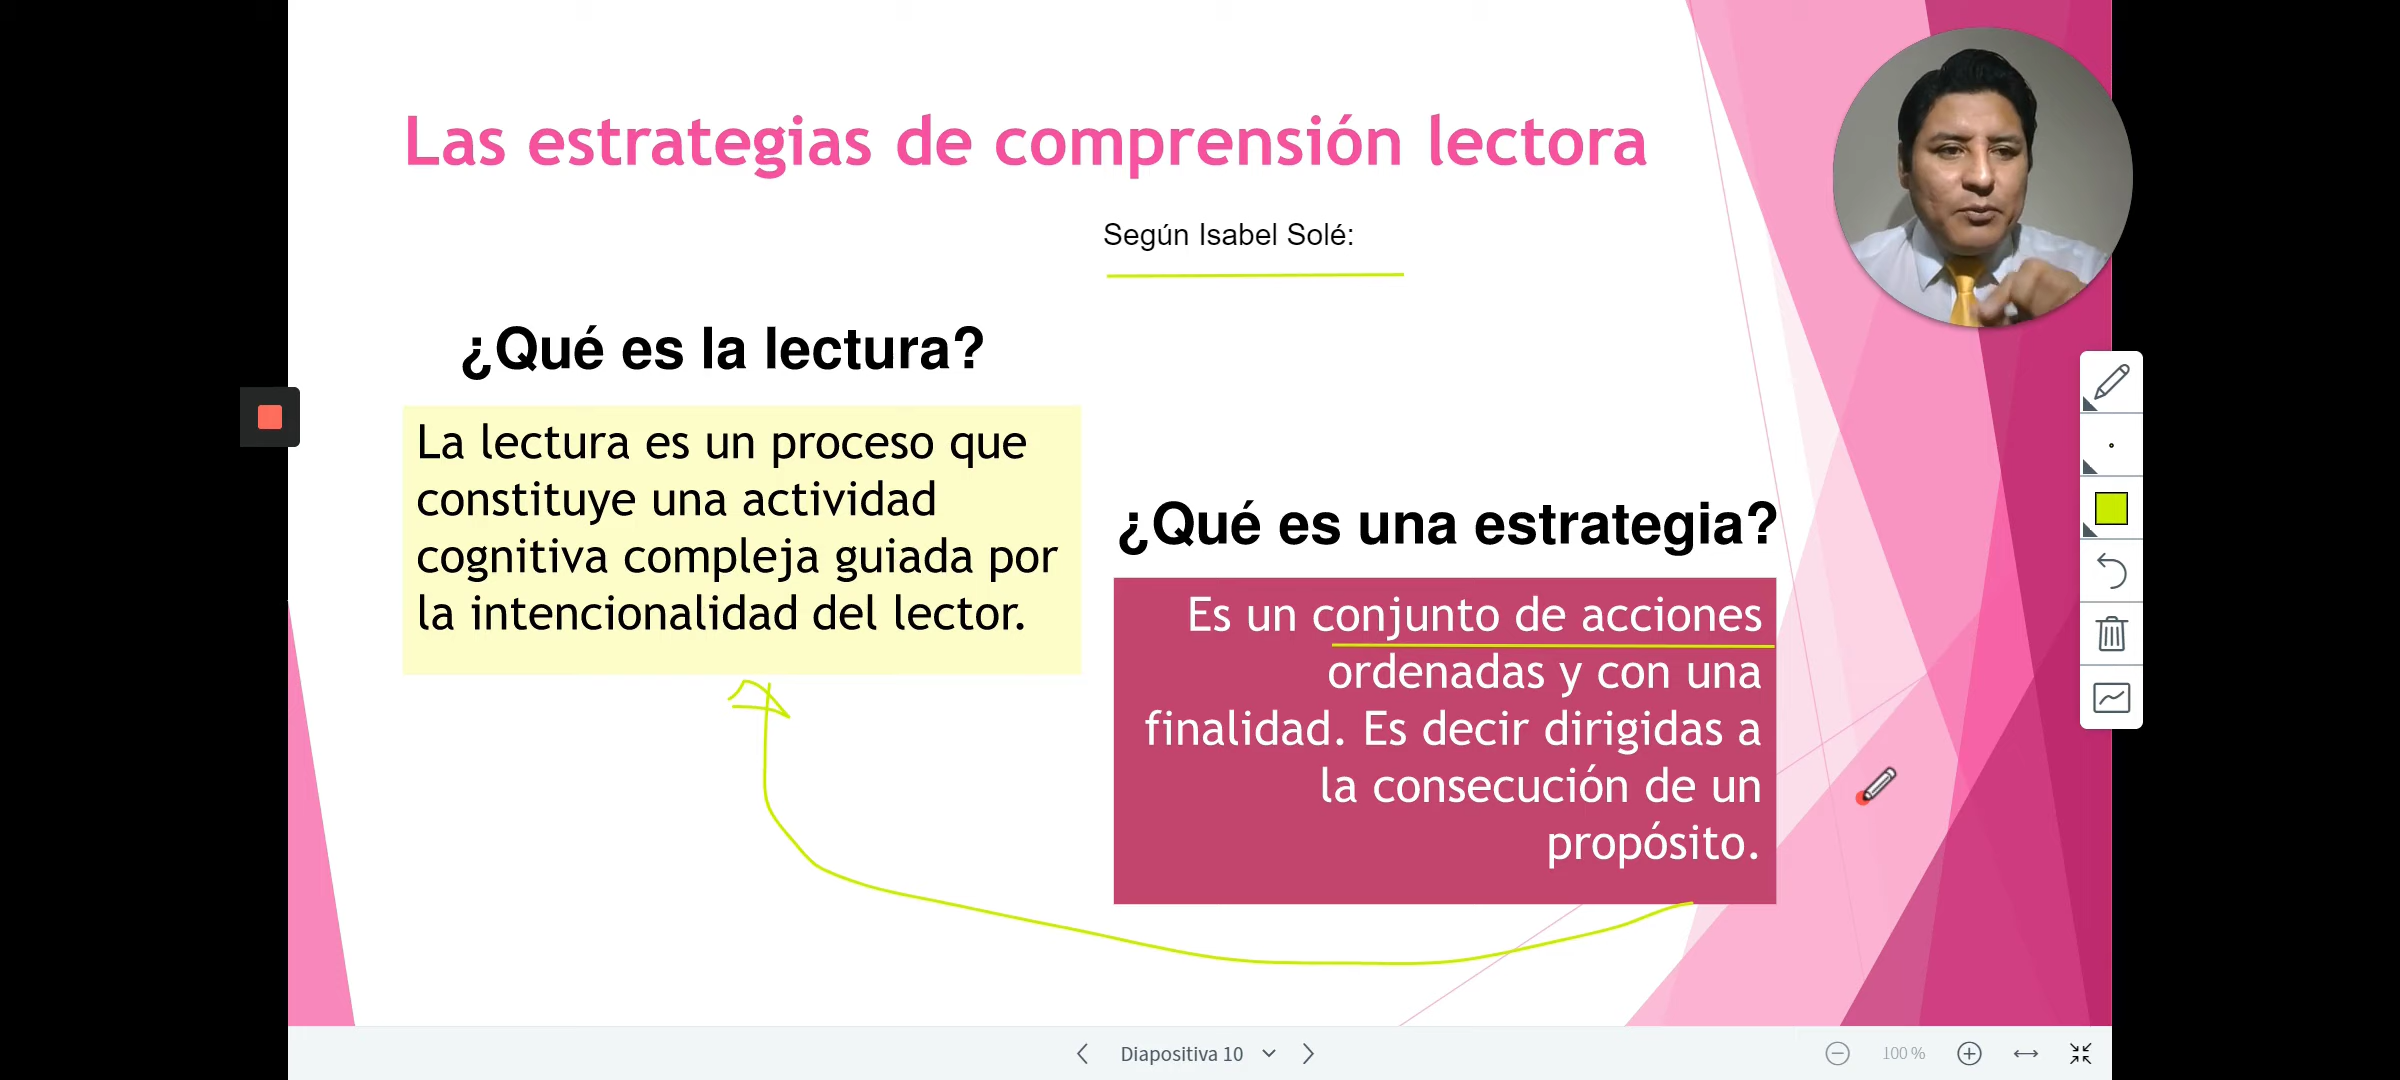 Las estrategias de comprensión lectora
Según Isabel Solé:
¿Qué es la lectura?
La lectura es un proceso que
constituye una actividad
cognitiva compleja guiada por
la intencionalidad del lector.
¿Qué es una estrategia?
Es un conjunto de acciones
ordenadas y con una
finalidad. Es decir dirigidas a
la consecución de un
propósito.
Diapositiva 10
100 %